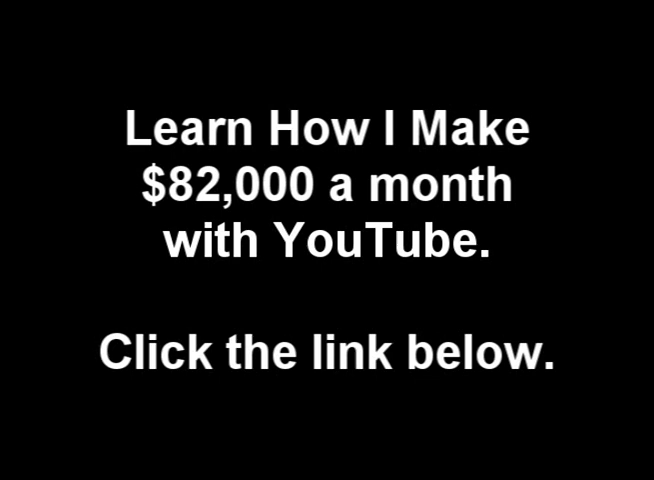 Learn How I Make
$82,000 a month
with YouTube.
Click the link below.